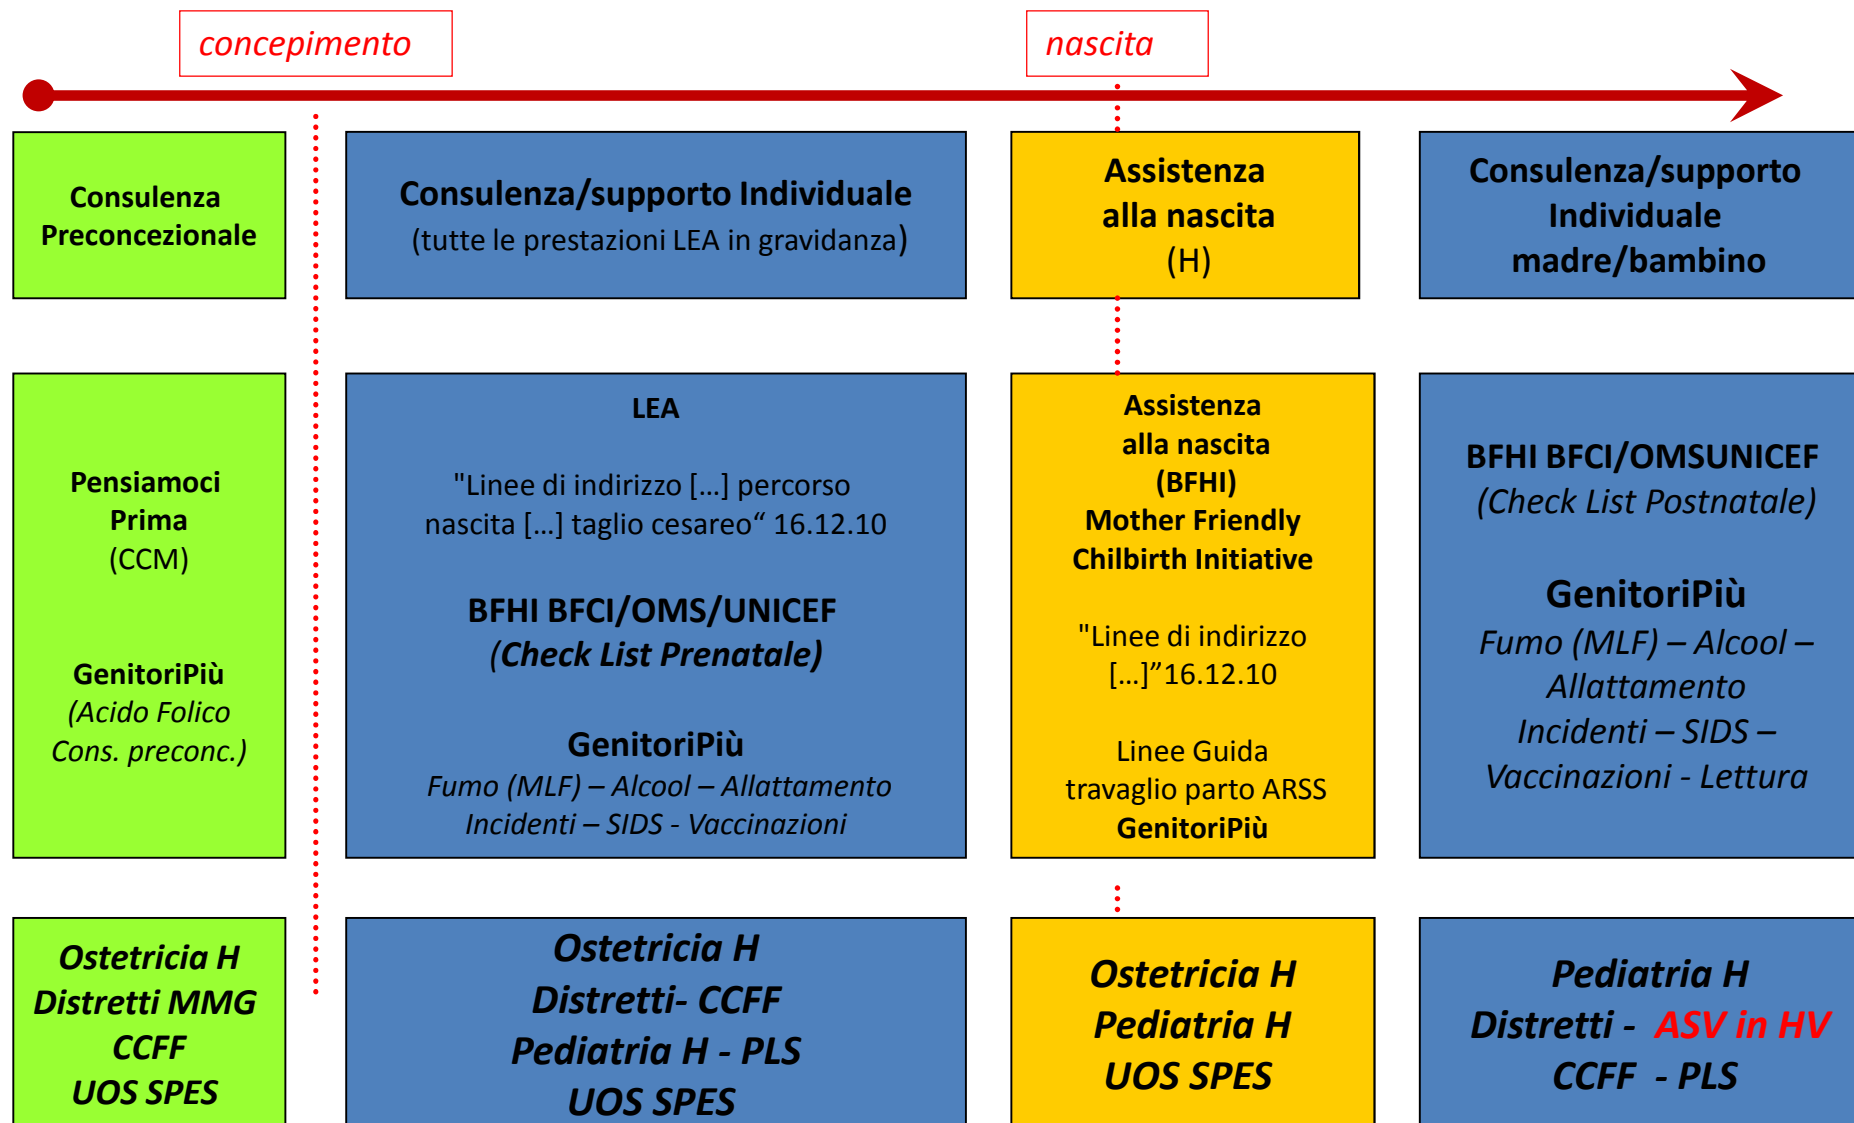 concepimento
nascita
Consulenza
Preconcezionale
Consulenza/supporto Individuale
(tutte le prestazioni LEA in gravidanza)
Assistenza
alla nascita
(H)
Consulenza/supporto
Individuale
madre/bambino
Pensiamoci
Prima
(CCM)
GenitoriPiù
(Acido Folico
Cons. preconc.)
LEA
"Linee di indirizzo [...] percorso
nascita [...] taglio cesareo“ 16.12.10
BFHI BFCI/OMS/UNICEF
(Check List Prenatale)
GenitoriPiù
Fumo (MLF) – Alcool – Allattamento
Incidenti – SIDS - Vaccinazioni
Assistenza
alla nascita
(BFHI)
Mother Friendly
Chilbirth Initiative
"Linee di indirizzo
[...]”16.12.10
Linee Guida
travaglio parto ARSS
GenitoriPiù
BFHI BFCI/OMSUNICEF
(Check List Postnatale)
GenitoriPiù
Fumo (MLF) – Alcool –
Allattamento
Incidenti – SIDS –
Vaccinazioni - Lettura
Ostetricia H
Distretti MMG
CCFF
UOS SPES
Ostetricia H
Distretti- CCFF
Pediatria H - PLS
UOS SPES
Ostetricia H
Pediatria H
UOS SPES
Pediatria H
Distretti - ASV in HV
CCFF - PLS